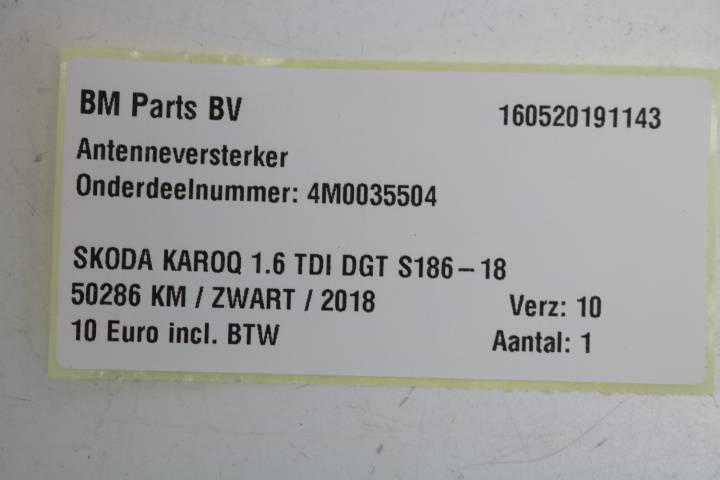 BM Parts BV 160520191143
Antenneversterker
Onderdeelnummer: 4M0035504
SKODA KAROQ 1.6 TDI DGT S186-18
50286 KM / ZWART / 2018 Verz: 10
10 Euro incl. BTW Aantal: 1